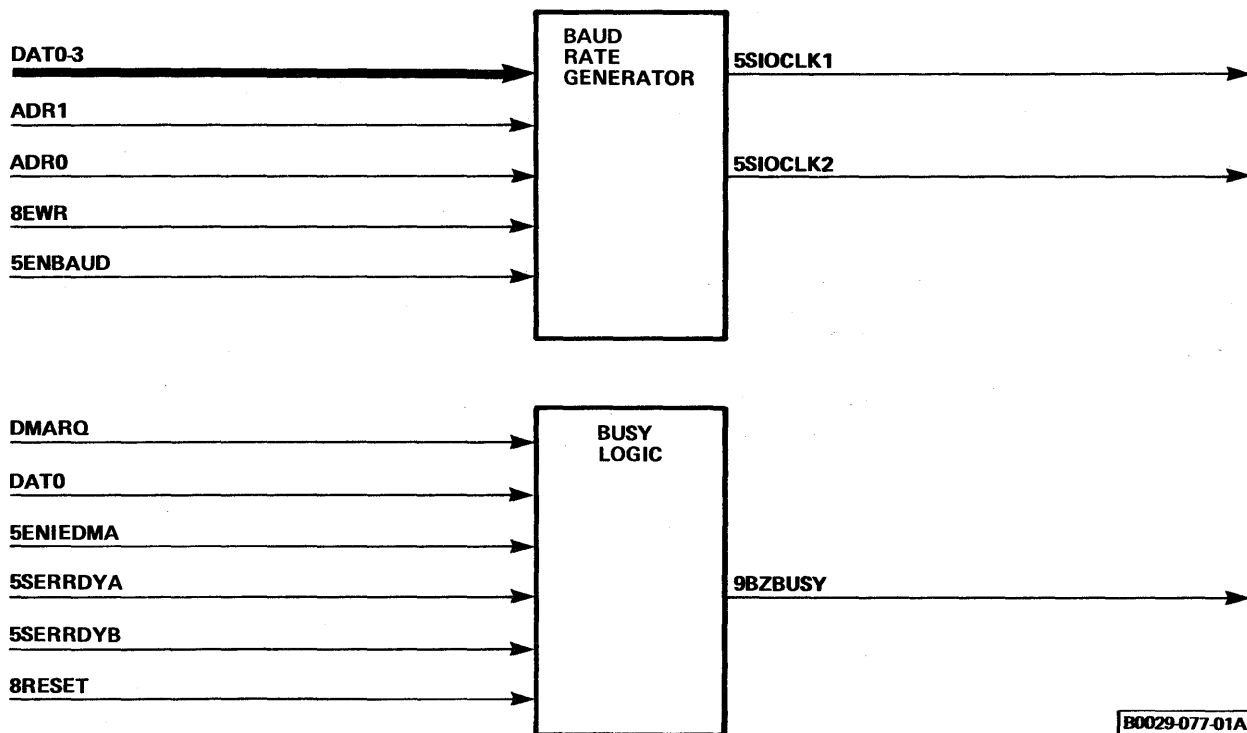 BAUD
RATE
GENERATOR
DAT0-3
ADR1
ADR0
8EWR
5ENBAUD
5SIOCLK1
5SIOCLK2
BUSY
LOGIC
DMARQ
DAT0
5ENIEDMA
5SERRDYA
5SERRDYB
8RESET
9BZBUSY
B0029-077-01A